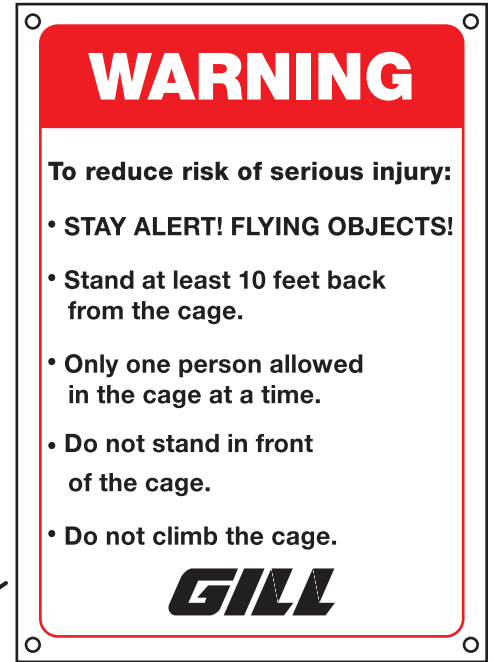 WARNING
To reduce risk of serious injury:
• STAY ALERT! FLYING OBJECTS!
• Stand at least 10 feet back
from the cage.
• Only one person allowed
in the cage at a time.
• Do not stand in front
of the cage.
• Do not climb the cage.
GILL